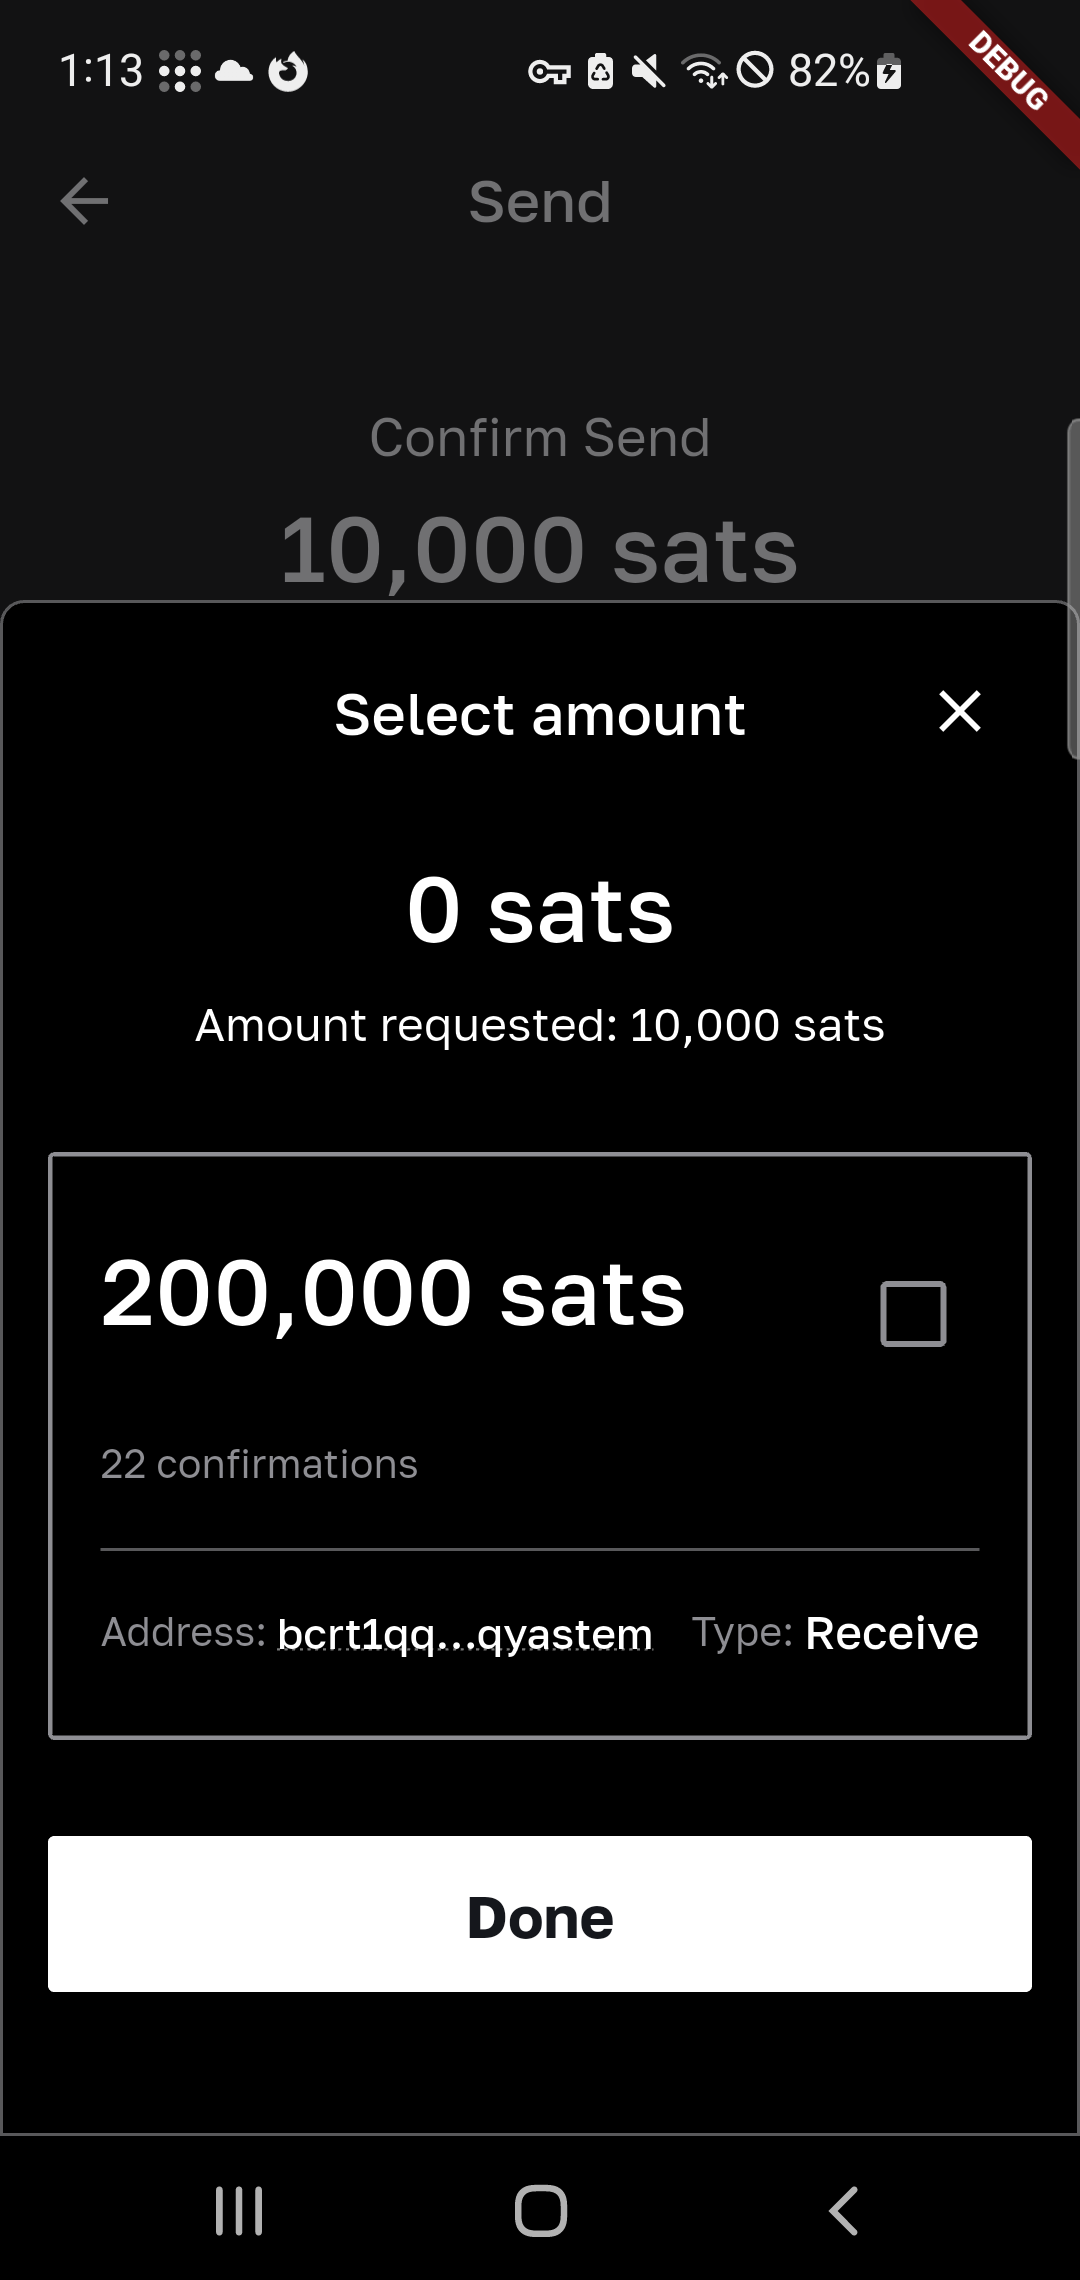 1:13 82%
DEBUG
Send
Confirm Send
10,000 sats
Select amount
0 sats
Amount requested: 10,000 sats
200,000 sats
22 confirmations
Address: bcrt1qq...qyastem Type: Receive
Done